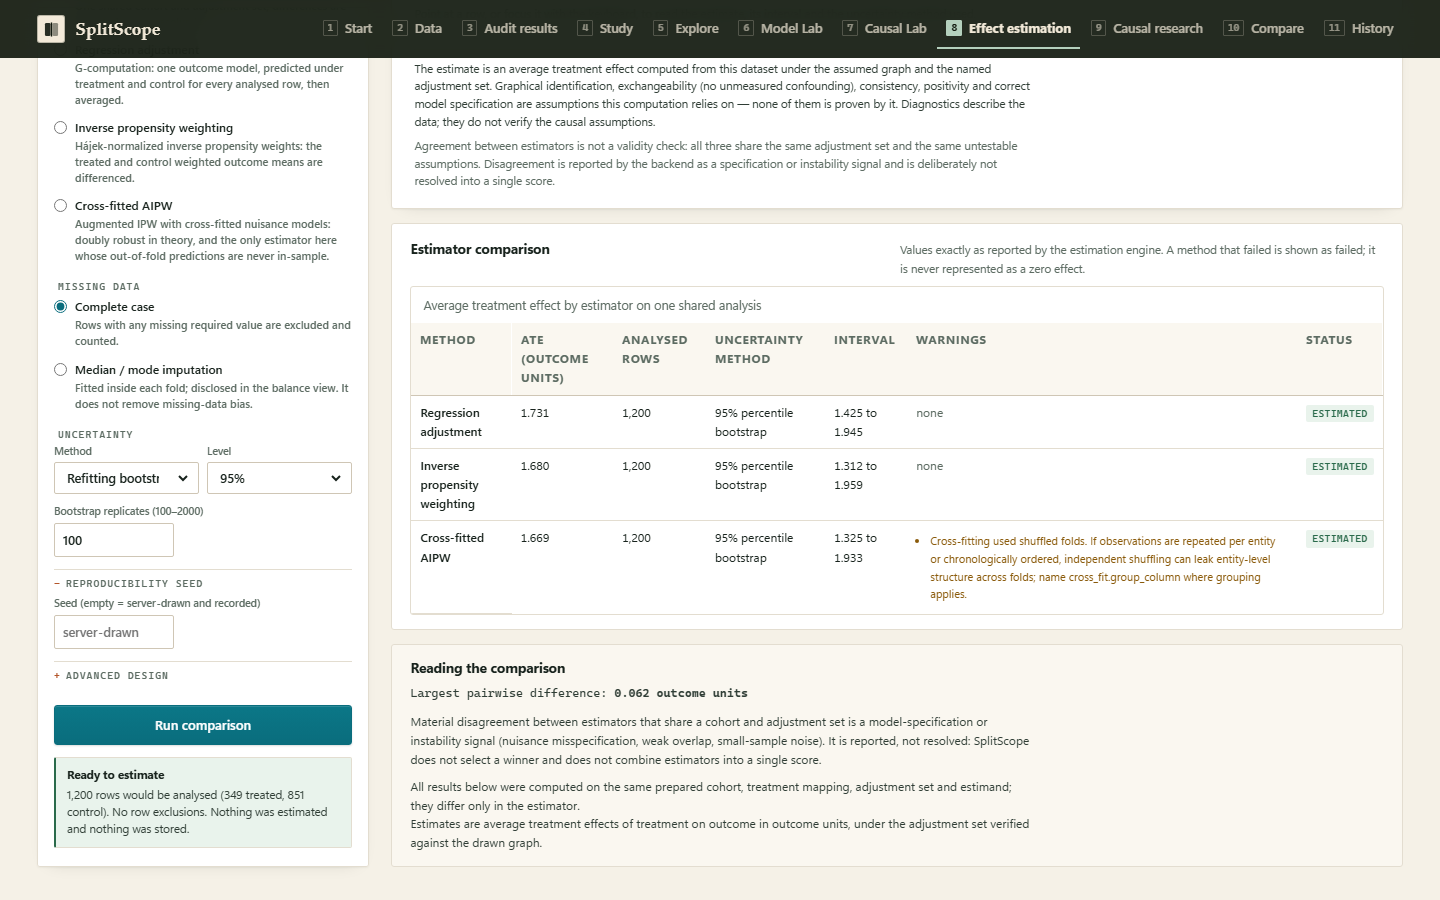 SplitScope
1 Start
2 Data
3 Audit results
4 Study
5 Explore
6 Model Lab
7 Causal Lab
8 Effect estimation
9 Causal research
10 Compare
11 History
G-computation: one outcome model, predicted under
treatment and control for every analysed row, then
averaged.
Inverse propensity weighting
Hájek-normalized inverse propensity weights: the
treated and control weighted outcome means are
differenced.
Cross-fitted AIPW
Augmented IPW with cross-fitted nuisance models:
doubly robust in theory, and the only estimator here
whose out-of-fold predictions are never in-sample.
MISSING DATA
Complete case
Rows with any missing required value are excluded and
counted.
Median / mode imputation
Fitted inside each fold; disclosed in the balance view. It
does not remove missing-data bias.
UNCERTAINTY
Method
Level
Refitting bootst
95%
Bootstrap replicates (100–2000)
100
− REPRODUCIBILITY SEED
Seed (empty = server-drawn and recorded)
server-drawn
+ ADVANCED DESIGN
Run comparison
Ready to estimate
1,200 rows would be analysed (349 treated, 851
control). No row exclusions. Nothing was estimated
and nothing was stored.
The estimate is an average treatment effect computed from this dataset under the assumed graph and the named
adjustment set. Graphical identification, exchangeability (no unmeasured confounding), consistency, positivity and correct
model specification are assumptions this computation relies on — none of them is proven by it. Diagnostics describe the
data; they do not verify the causal assumptions.
Agreement between estimators is not a validity check: all three share the same adjustment set and the same untestable
assumptions. Disagreement is reported by the backend as a specification or instability signal and is deliberately not
resolved into a single score.
Estimator comparison
Values exactly as reported by the estimation engine. A method that failed is shown as failed; it
is never represented as a zero effect.
Average treatment effect by estimator on one shared analysis
METHOD
ATE
(OUTCOME
UNITS)
ANALYSED
ROWS
UNCERTAINTY
METHOD
INTERVAL
WARNINGS
STATUS
Regression
adjustment
1.731
1,200
95% percentile
bootstrap
1.425 to
1.945
none
ESTIMATED
Inverse
propensity
weighting
1.680
1,200
95% percentile
bootstrap
1.312 to
1.959
none
ESTIMATED
Cross-fitted
AIPW
1.669
1,200
95% percentile
bootstrap
1.325 to
1.933
Cross-fitting used shuffled folds. If observations are repeated per entity
or chronologically ordered, independent shuffling can leak entity-level
structure across folds; name cross_fit.group_column where grouping
applies.
ESTIMATED
Reading the comparison
Largest pairwise difference: 0.062 outcome units
Material disagreement between estimators that share a cohort and adjustment set is a model-specification or
instability signal (nuisance misspecification, weak overlap, small-sample noise). It is reported, not resolved: SplitScope
does not select a winner and does not combine estimators into a single score.
All results below were computed on the same prepared cohort, treatment mapping, adjustment set and estimand;
they differ only in the estimator.
Estimates are average treatment effects of treatment on outcome in outcome units, under the adjustment set verified
against the drawn graph.